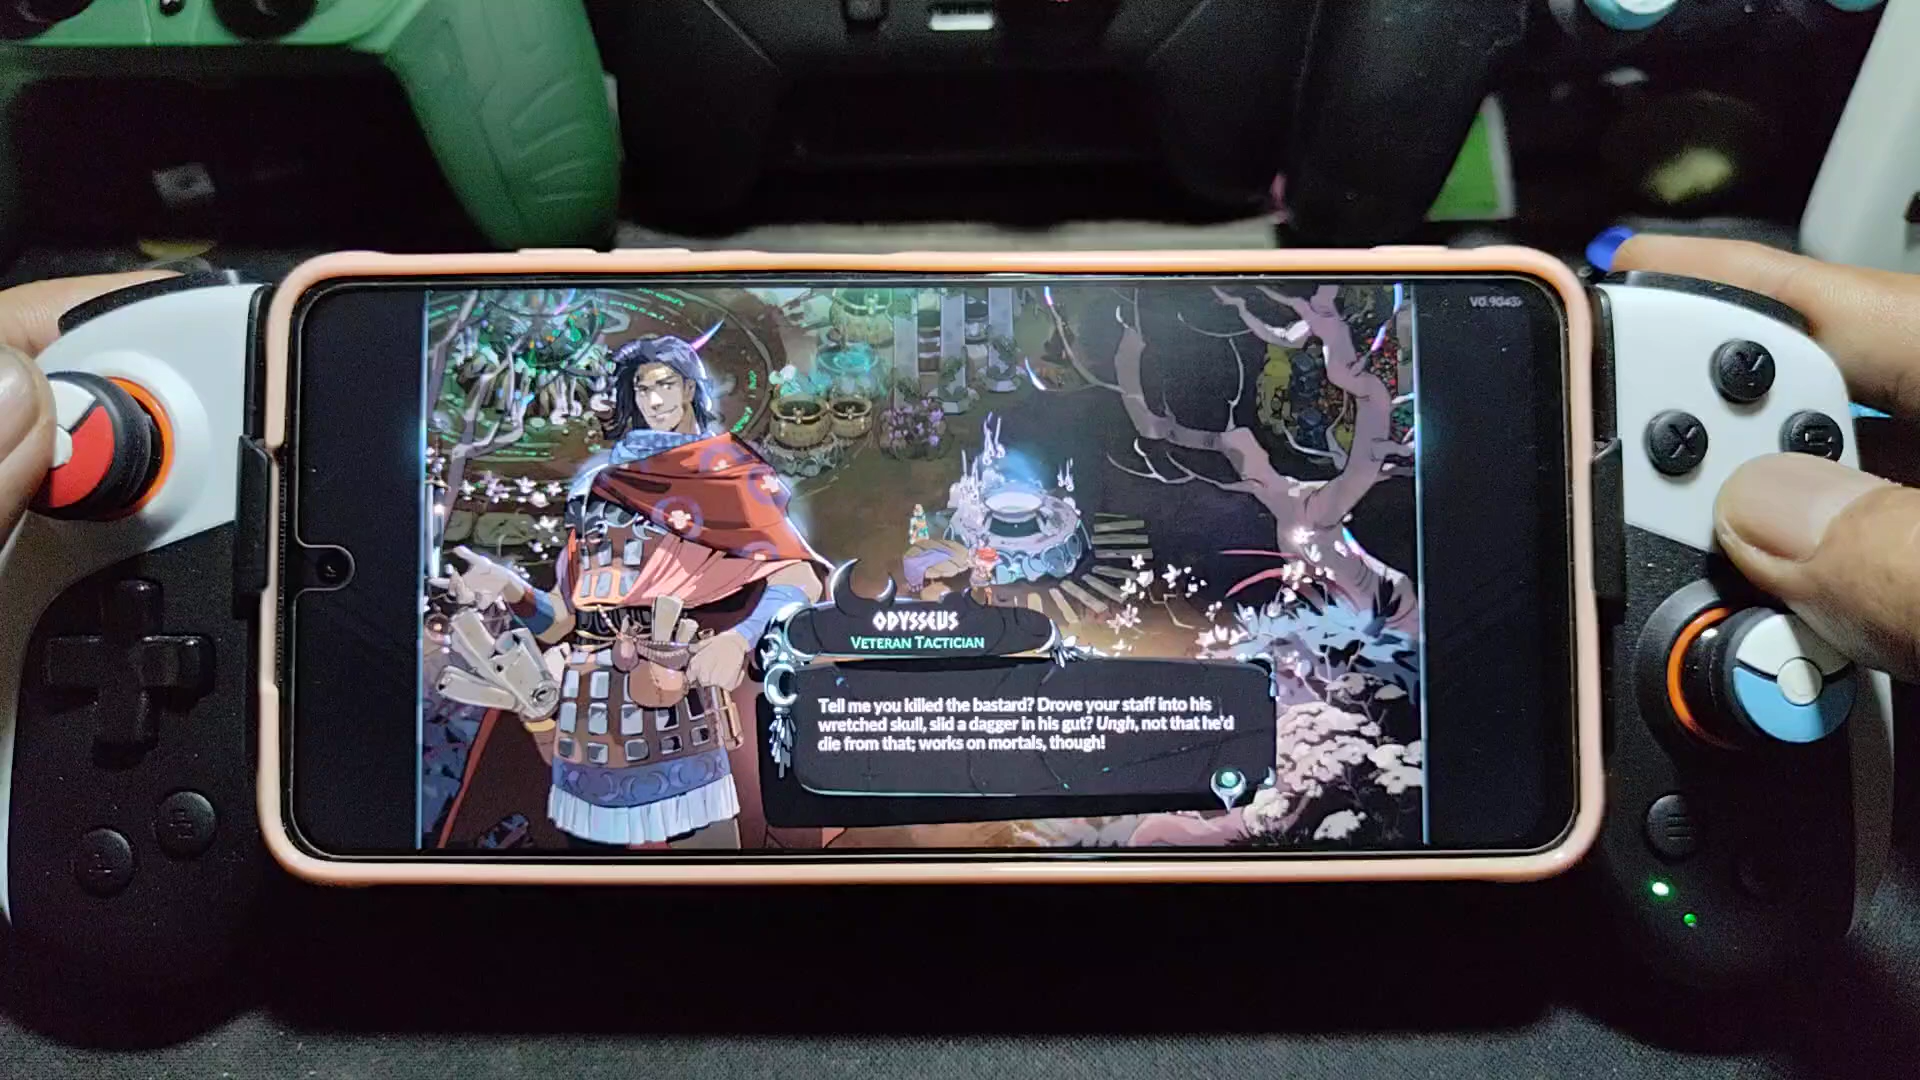 ODYSSEUS
VETERAN TACTICIAN
Tell me you killed the bastard? Drove your staff into his
wretched skull, slid a dagger in his gut? Ungh, not that he'd
die from that; works on mortals, though!
Y
X